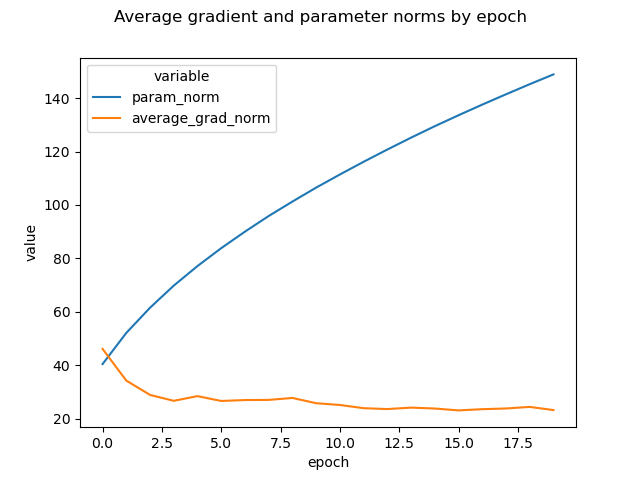 Average gradient and parameter norms by epoch
variable
param_norm
average_grad_norm
140
120
100
80
60
40
20
value
0.0 2.5 5.0 7.5 10.0 12.5 15.0 17.5
epoch